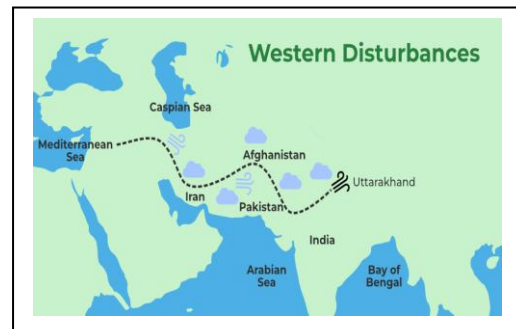 Western Disturbances
Caspian Sea
Mediterranean
Sea
Afghanistan
Iran
Pakistan
Uttarakhand
India
Arabian
Sea
Bay of
Bengal